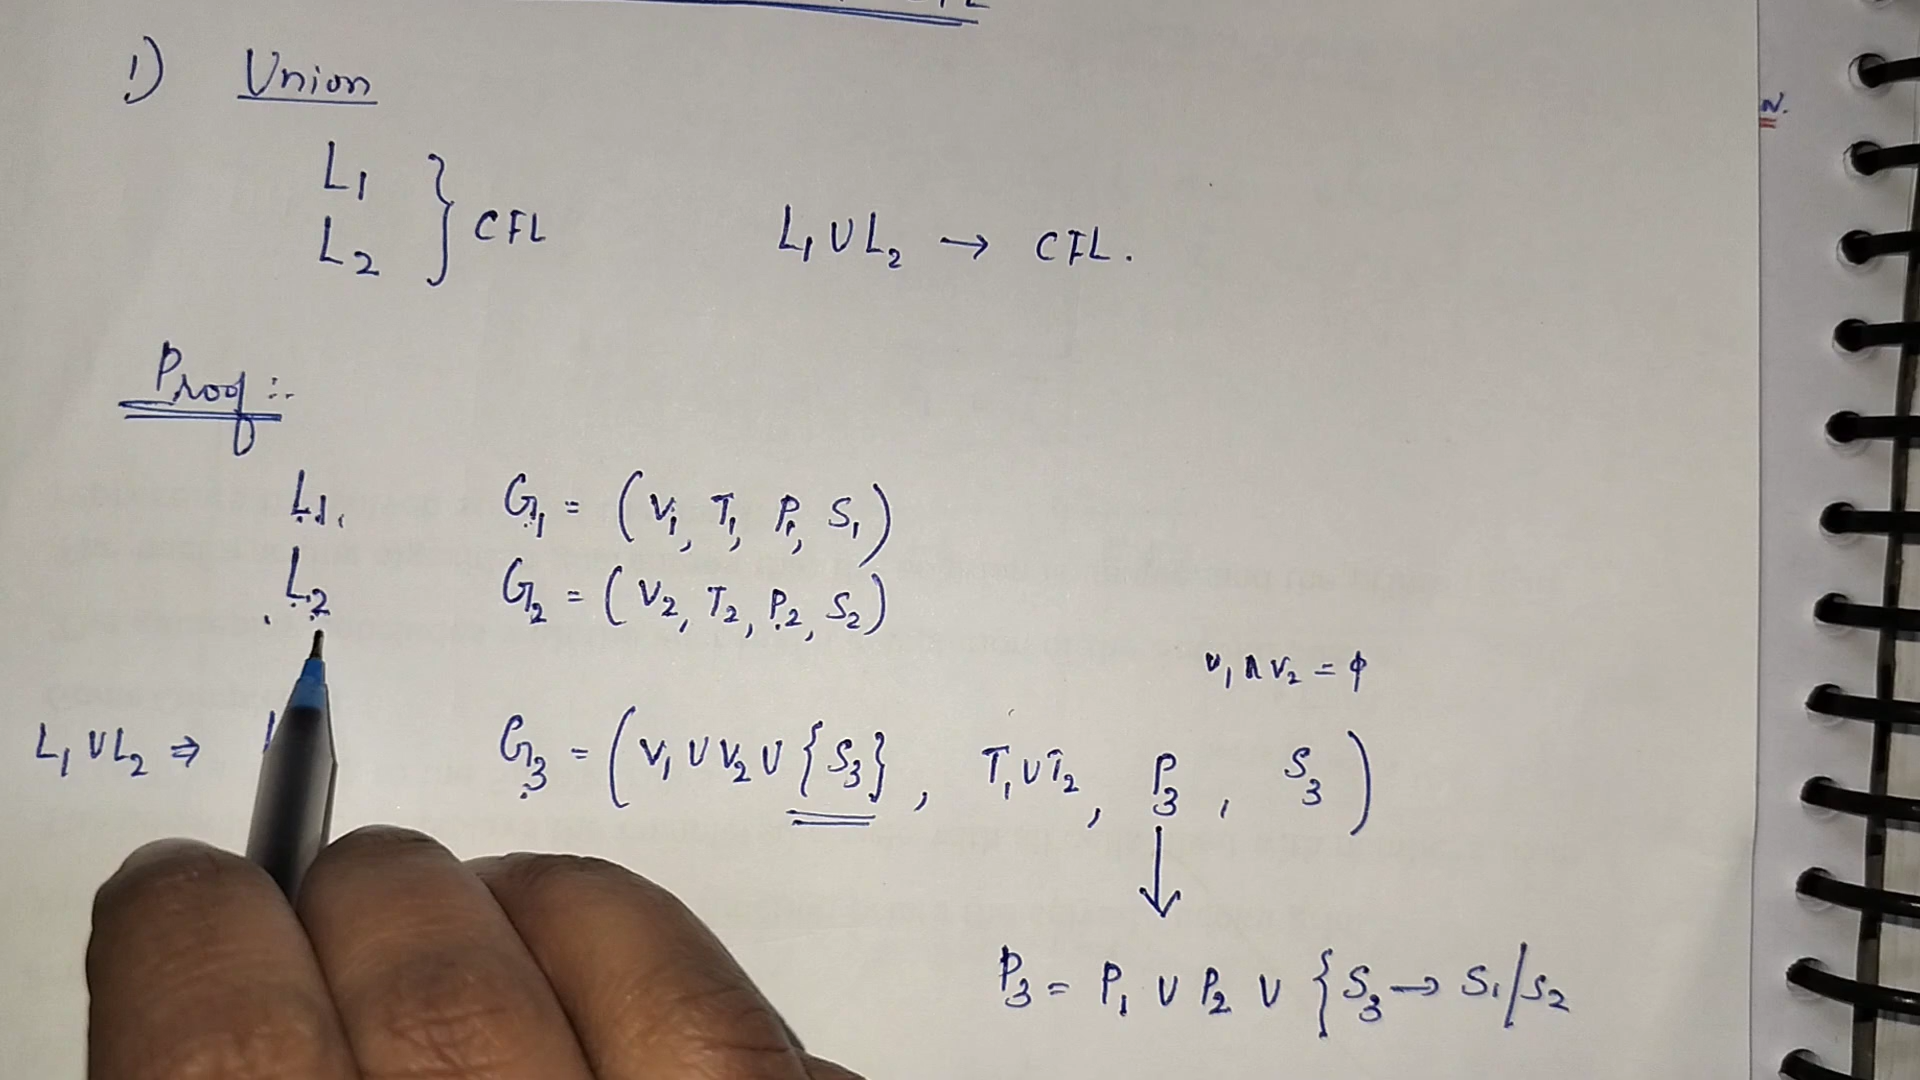 1) Union
L₁
L₂ } CFL L₁ ∪ L₂ → CFL.
Proof :-
L₁. G₁ = (V₁, T₁, P₁, S₁)
L₂ G₂ = (V₂, T₂, P₂, S₂)
V₁ ∩ V₂ = ϕ
L₁ ∪ L₂ ⇒ G₃ = (V₁ ∪ V₂ ∪ {S₃}, T₁ ∪ T₂, P₃, S₃)
↓
P₃ = P₁ ∪ P₂ ∪ {S₃ → S₁/S₂
N.